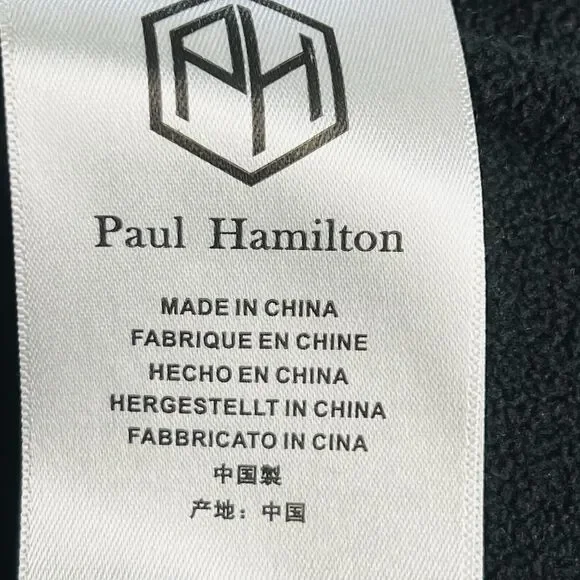 PH
Paul Hamilton
MADE IN CHINA
FABRIQUE EN CHINE
HECHO EN CHINA
HERGESTELLT IN CHINA
FABBRICATO IN CINA
中国製
产地：中国